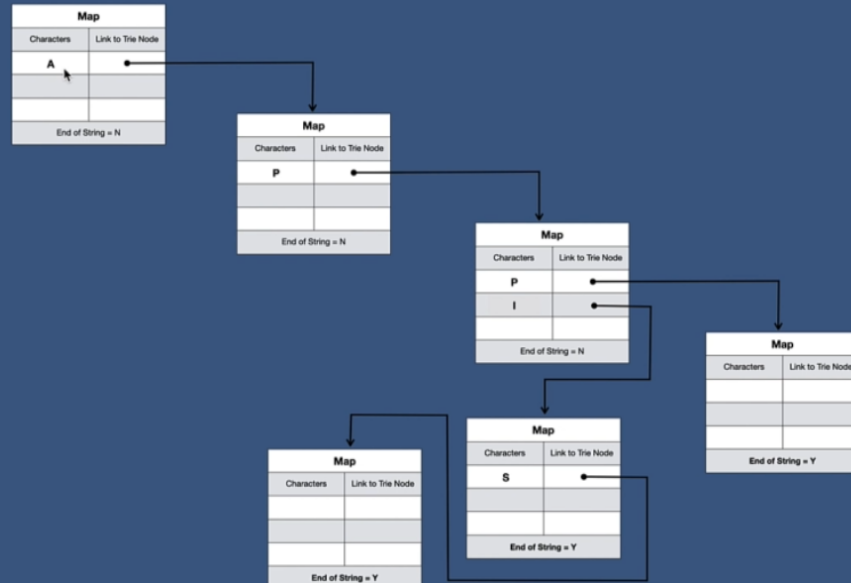 Map
Characters Link to Trie Node
A
End of String = N
Map
Characters Link to Trie Node
P
End of String = N
Map
Characters Link to Trie Node
P
I
End of String = N
Map
Characters Link to Trie Node
End of String = Y
Map
Characters Link to Trie Node
S
End of String = Y
Map
Characters Link to Trie Node
End of String = Y